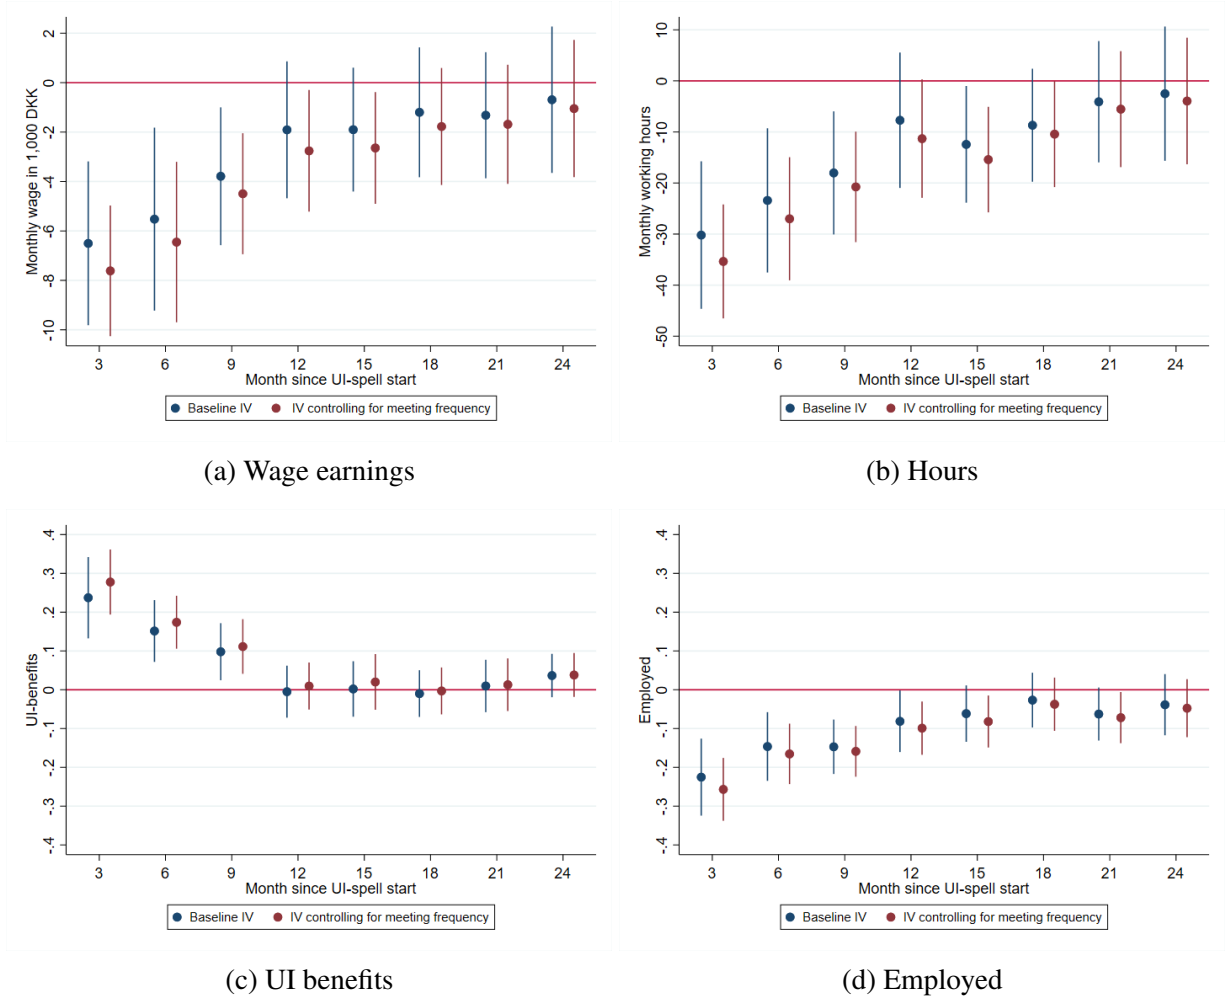 2
0
-2
-4
-6
-8
-10
Monthly wage in 1,000 DKK
3 6 9 12 15 18 21 24
Month since UI-spell start
Baseline IV IV controlling for meeting frequency
(a) Wage earnings
10
0
-10
-20
-30
-40
-50
Monthly working hours
3 6 9 12 15 18 21 24
Month since UI-spell start
Baseline IV IV controlling for meeting frequency
(b) Hours
.4
.3
.2
.1
0
-.1
-.2
-.3
-.4
UI-benefits
3 6 9 12 15 18 21 24
Month since UI-spell start
Baseline IV IV controlling for meeting frequency
(c) UI benefits
.4
.3
.2
.1
0
-.1
-.2
-.3
-.4
Employed
3 6 9 12 15 18 21 24
Month since UI-spell start
Baseline IV IV controlling for meeting frequency
(d) Employed